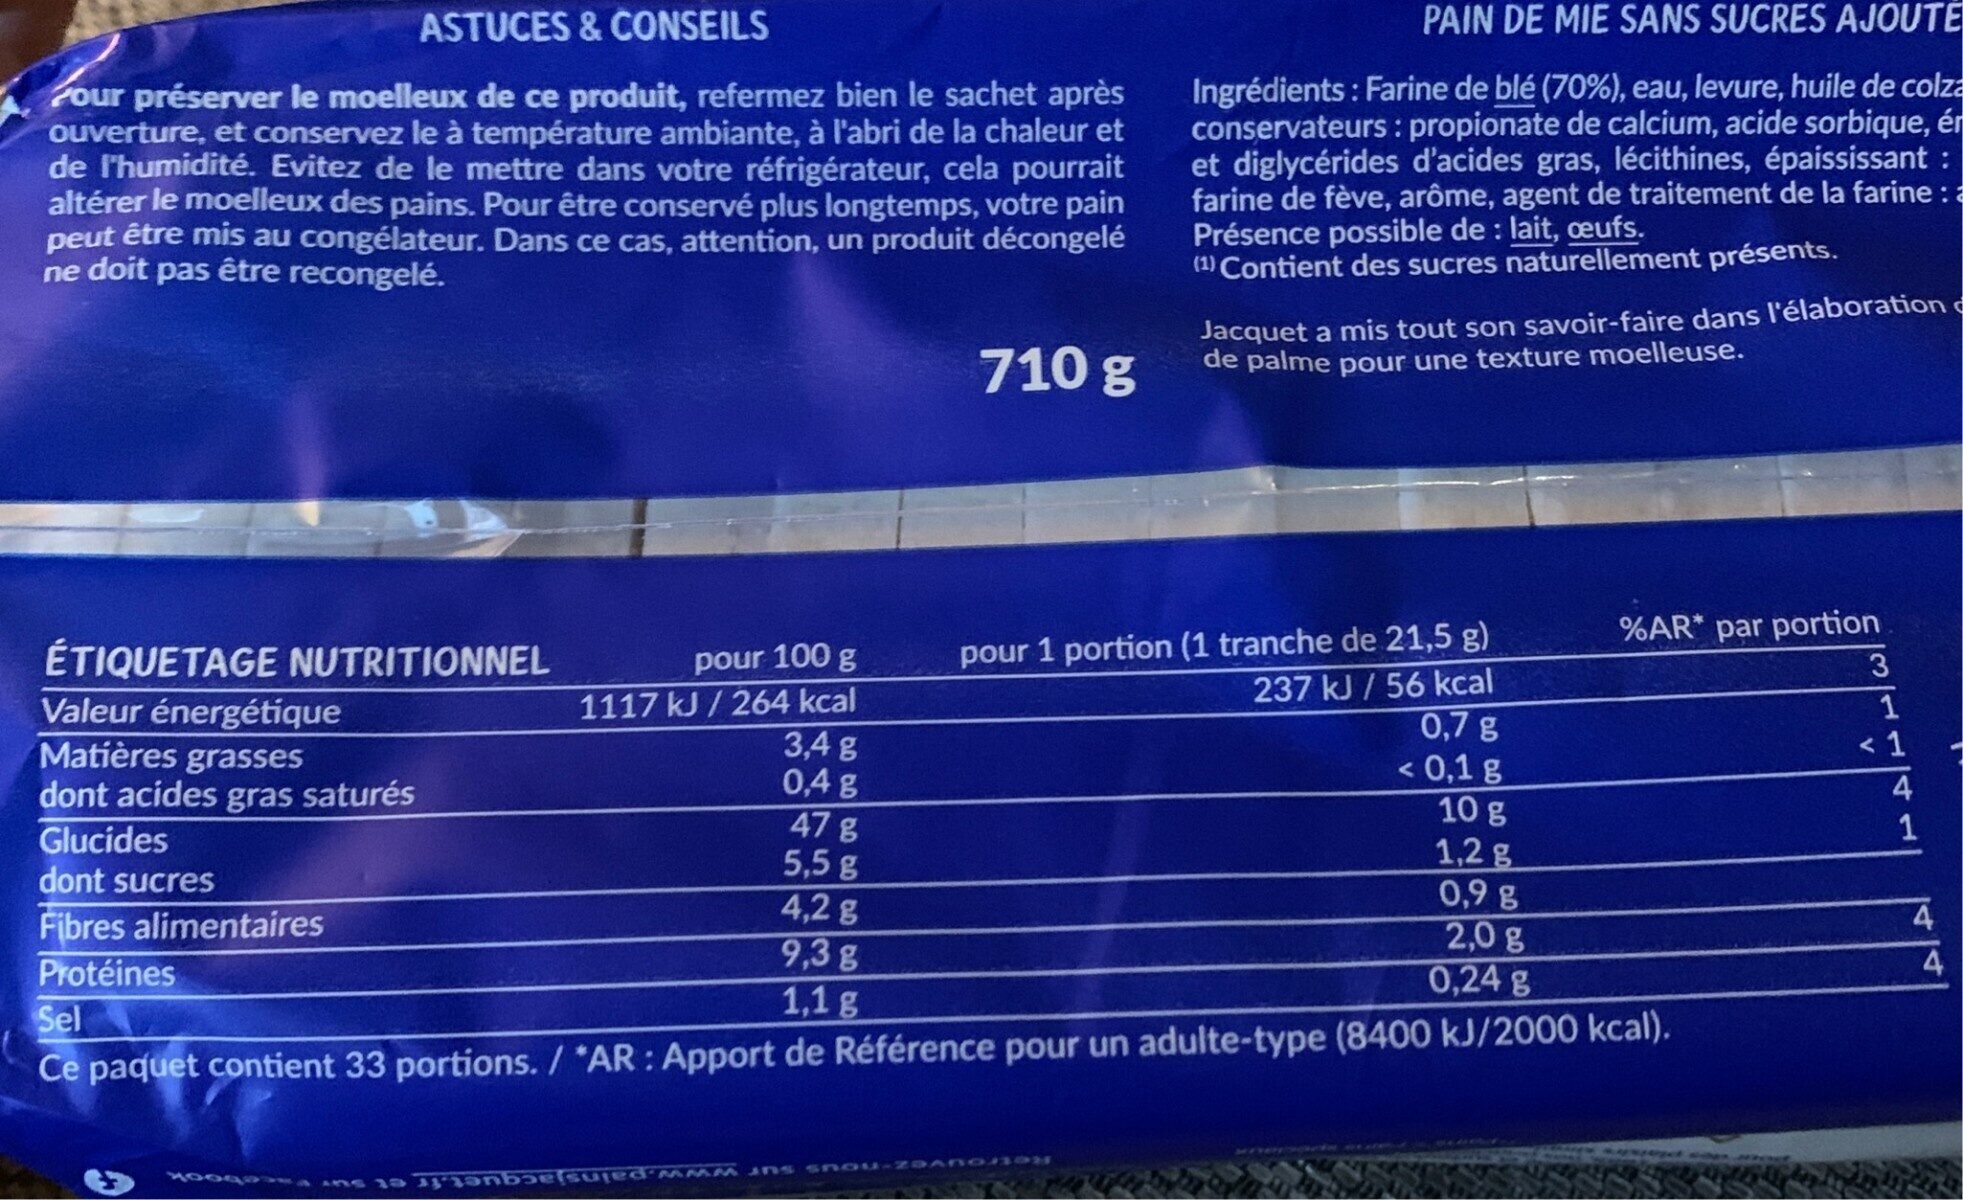 ASTUCES & CONSEILS
Pour préserver le moelleux de ce produit, refermez bien le sachet après
ouverture, et conservez le à température ambiante, à l'abri de la chaleur et
de l'humidité. Evitez de le mettre dans votre réfrigérateur, cela pourrait
altérer le moelleux des pains. Pour être conservé plus longtemps, votre pain
peut être mis au congélateur. Dans ce cas, attention, un produit décongelé
ne doit pas être recongelé.
710 g
PAIN DE MIE SANS SUCRES AJOUTÉ
Ingrédients : Farine de blé (70%), eau, levure, huile de colza
conservateurs : propionate de calcium, acide sorbique,
et diglycérides d'acides gras, lécithines, épaississant :
farine de fève, arôme, agent de traitement de la farine :
Présence possible de : lait, œufs.
(1) Contient des sucres naturellement présents.
Jacquet a mis tout son savoir-faire dans l'élaboration
de palme pour une texture moelleuse.
ÉTIQUETAGE NUTRITIONNEL pour 100 g pour 1 portion (1 tranche de 21,5 g) %AR* par portion
Valeur énergétique 1117 kJ / 264 kcal 237 kJ / 56 kcal 3
Matières grasses 3,4 g 0,7 g 1
dont acides gras saturés 0,4 g < 0,1 g < 1
Glucides 47 g 10 g 4
dont sucres 5,5 g 1,2 g 1
Fibres alimentaires 4,2 g 0,9 g
Protéines 9,3 g 2,0 g 4
Sel 1,1 g 0,24 g 4
Ce paquet contient 33 portions. / *AR : Apport de Référence pour un adulte-type (8400 kJ/2000 kcal).
Retrouvez-nous sur www.painsjacquet.fr et sur Facebook